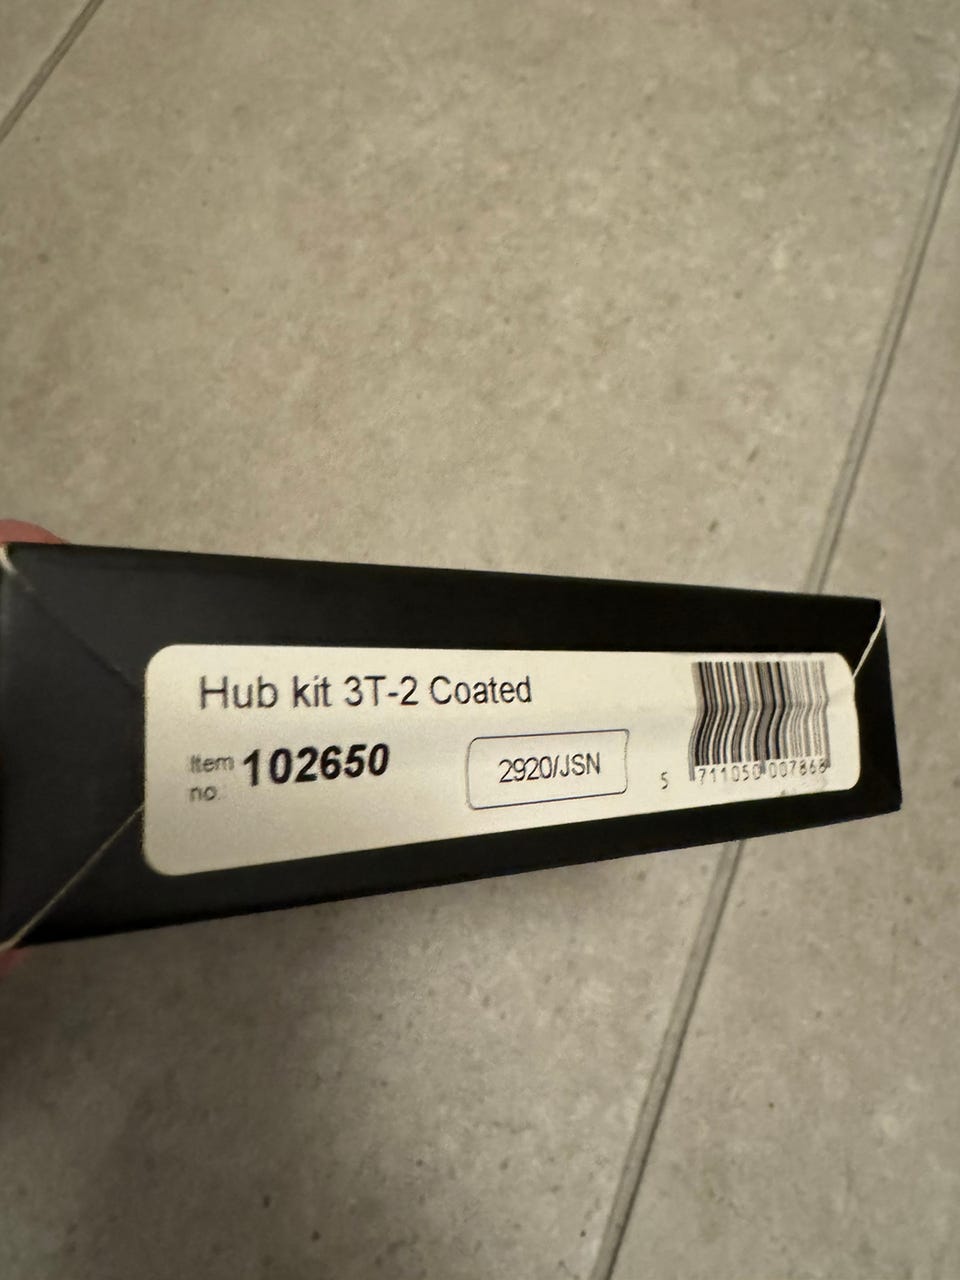 Hub kit 3T-2 Coated
Item no.: 102650
2920/JSN
5 711050 007868